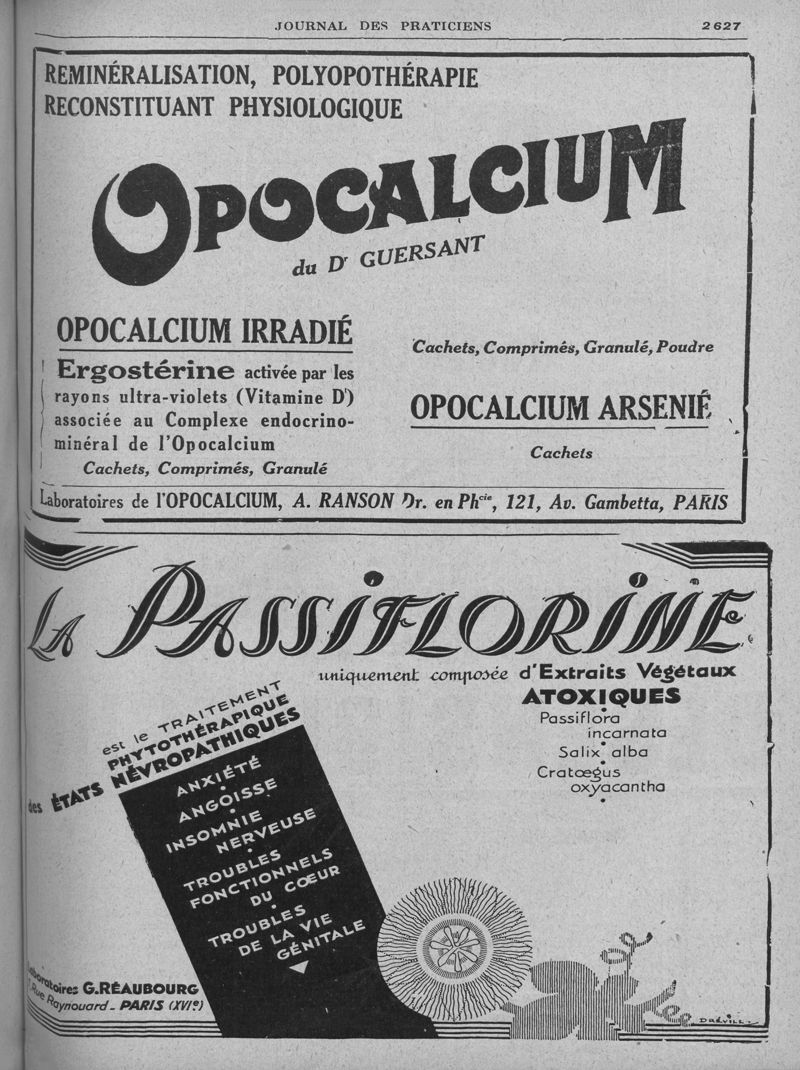 JOURNAL DES PRATICIENS
2627
REMINÉRALISATION, POLYOPOTHÉRAPIE
RECONSTITUANT PHYSIOLOGIQUE
OPOCALCIUM
du Dr GUERSANT
OPOCALCIUM IRRADIÉ
Ergostérine activée par les
rayons ultra-violets (Vitamine D)
associée au Complexe endocrino-
minéral de l'Opocalcium
Cachets, Comprimés, Granulé
Cachets, Comprimés, Granulé, Poudre
OPOCALCIUM ARSENIÉ
Cachets
Laboratoires de l'OPOCALCIUM, A. RANSON Dr. en Phcie, 121, Av. Gambetta, PARIS
LA PASSIFLORINE
uniquement composée d'Extraits Végétaux
ATOXIQUES
Passiflora
incarnata
Salix alba
Cratœgus
oxyacantha
est le TRAITEMENT
PHYTOTHÉRAPIQUE
des ÉTATS NÉVROPATHIQUES
ANXIÉTÉ
ANGOISSE
INSOMNIE
NERVEUSE
TROUBLES
FONCTIONNELS
DU CŒUR
TROUBLES
DE LA VIE
GÉNITALE
Laboratoires G.RÉAUBOURG
Rue Raynouard - PARIS (XVIe)